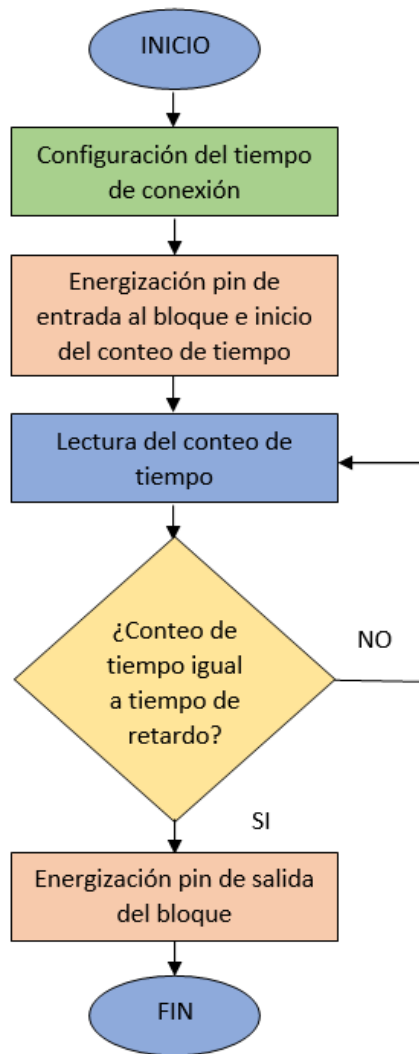 INICIO
Configuración del tiempo
de conexión
Energización pin de
entrada al bloque e inicio
del conteo de tiempo
Lectura del conteo de
tiempo
¿Conteo de
tiempo igual
a tiempo de
retardo?
NO
SI
Energización pin de salida
del bloque
FIN